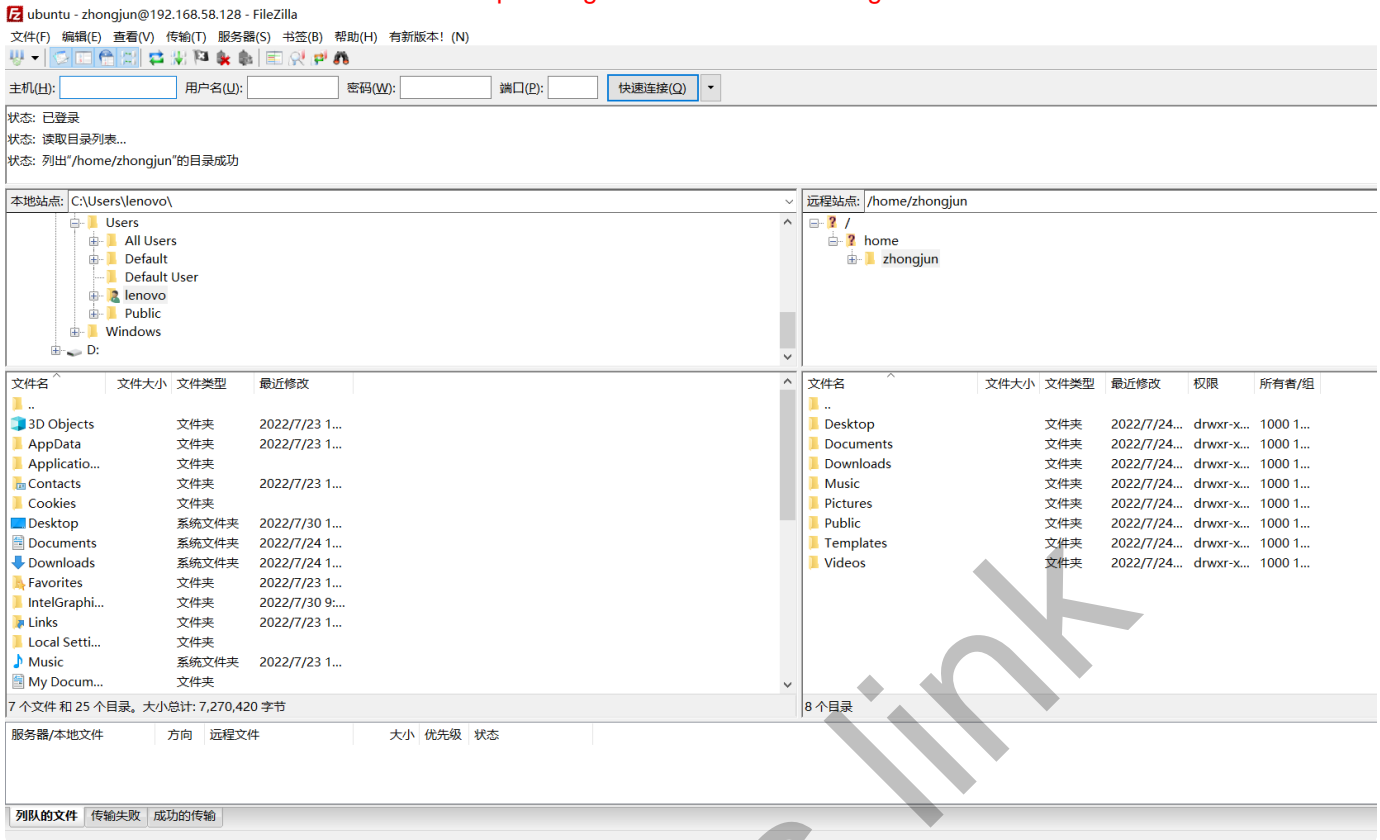 ubuntu - zhongjun@192.168.58.128 - FileZilla
文件(F) 编辑(E) 查看(V) 传输(T) 服务器(S) 书签(B) 帮助(H) 有新版本! (N)
主机(H): 用户名(U): 密码(W): 端口(P): 快速连接(Q)
状态: 已登录
状态: 读取目录列表...
状态: 列出"/home/zhongjun"的目录成功
本地站点: C:\Users\lenovo\
Users
All Users
Default
Default User
lenovo
Public
Windows
D:
远程站点: /home/zhongjun
/
home
zhongjun
文件名 文件大小 文件类型 最近修改
..
3D Objects 文件夹 2022/7/23 1...
AppData 文件夹 2022/7/23 1...
Applicatio... 文件夹
Contacts 文件夹 2022/7/23 1...
Cookies 文件夹
Desktop 系统文件夹 2022/7/30 1...
Documents 系统文件夹 2022/7/24 1...
Downloads 系统文件夹 2022/7/24 1...
Favorites 文件夹 2022/7/23 1...
IntelGraphi... 文件夹 2022/7/30 9:...
Links 文件夹 2022/7/23 1...
Local Setti... 文件夹
Music 系统文件夹 2022/7/23 1...
My Docum... 文件夹
7 个文件 和 25 个目录。大小总计: 7,270,420 字节
文件名 文件大小 文件类型 最近修改 权限 所有者/组
..
Desktop 文件夹 2022/7/24... drwxr-x... 1000 1...
Documents 文件夹 2022/7/24... drwxr-x... 1000 1...
Downloads 文件夹 2022/7/24... drwxr-x... 1000 1...
Music 文件夹 2022/7/24... drwxr-x... 1000 1...
Pictures 文件夹 2022/7/24... drwxr-x... 1000 1...
Public 文件夹 2022/7/24... drwxr-x... 1000 1...
Templates 文件夹 2022/7/24... drwxr-x... 1000 1...
Videos 文件夹 2022/7/24... drwxr-x... 1000 1...
8 个目录
服务器/本地文件 方向 远程文件 大小 优先级 状态
列队的文件 传输失败 成功的传输
link